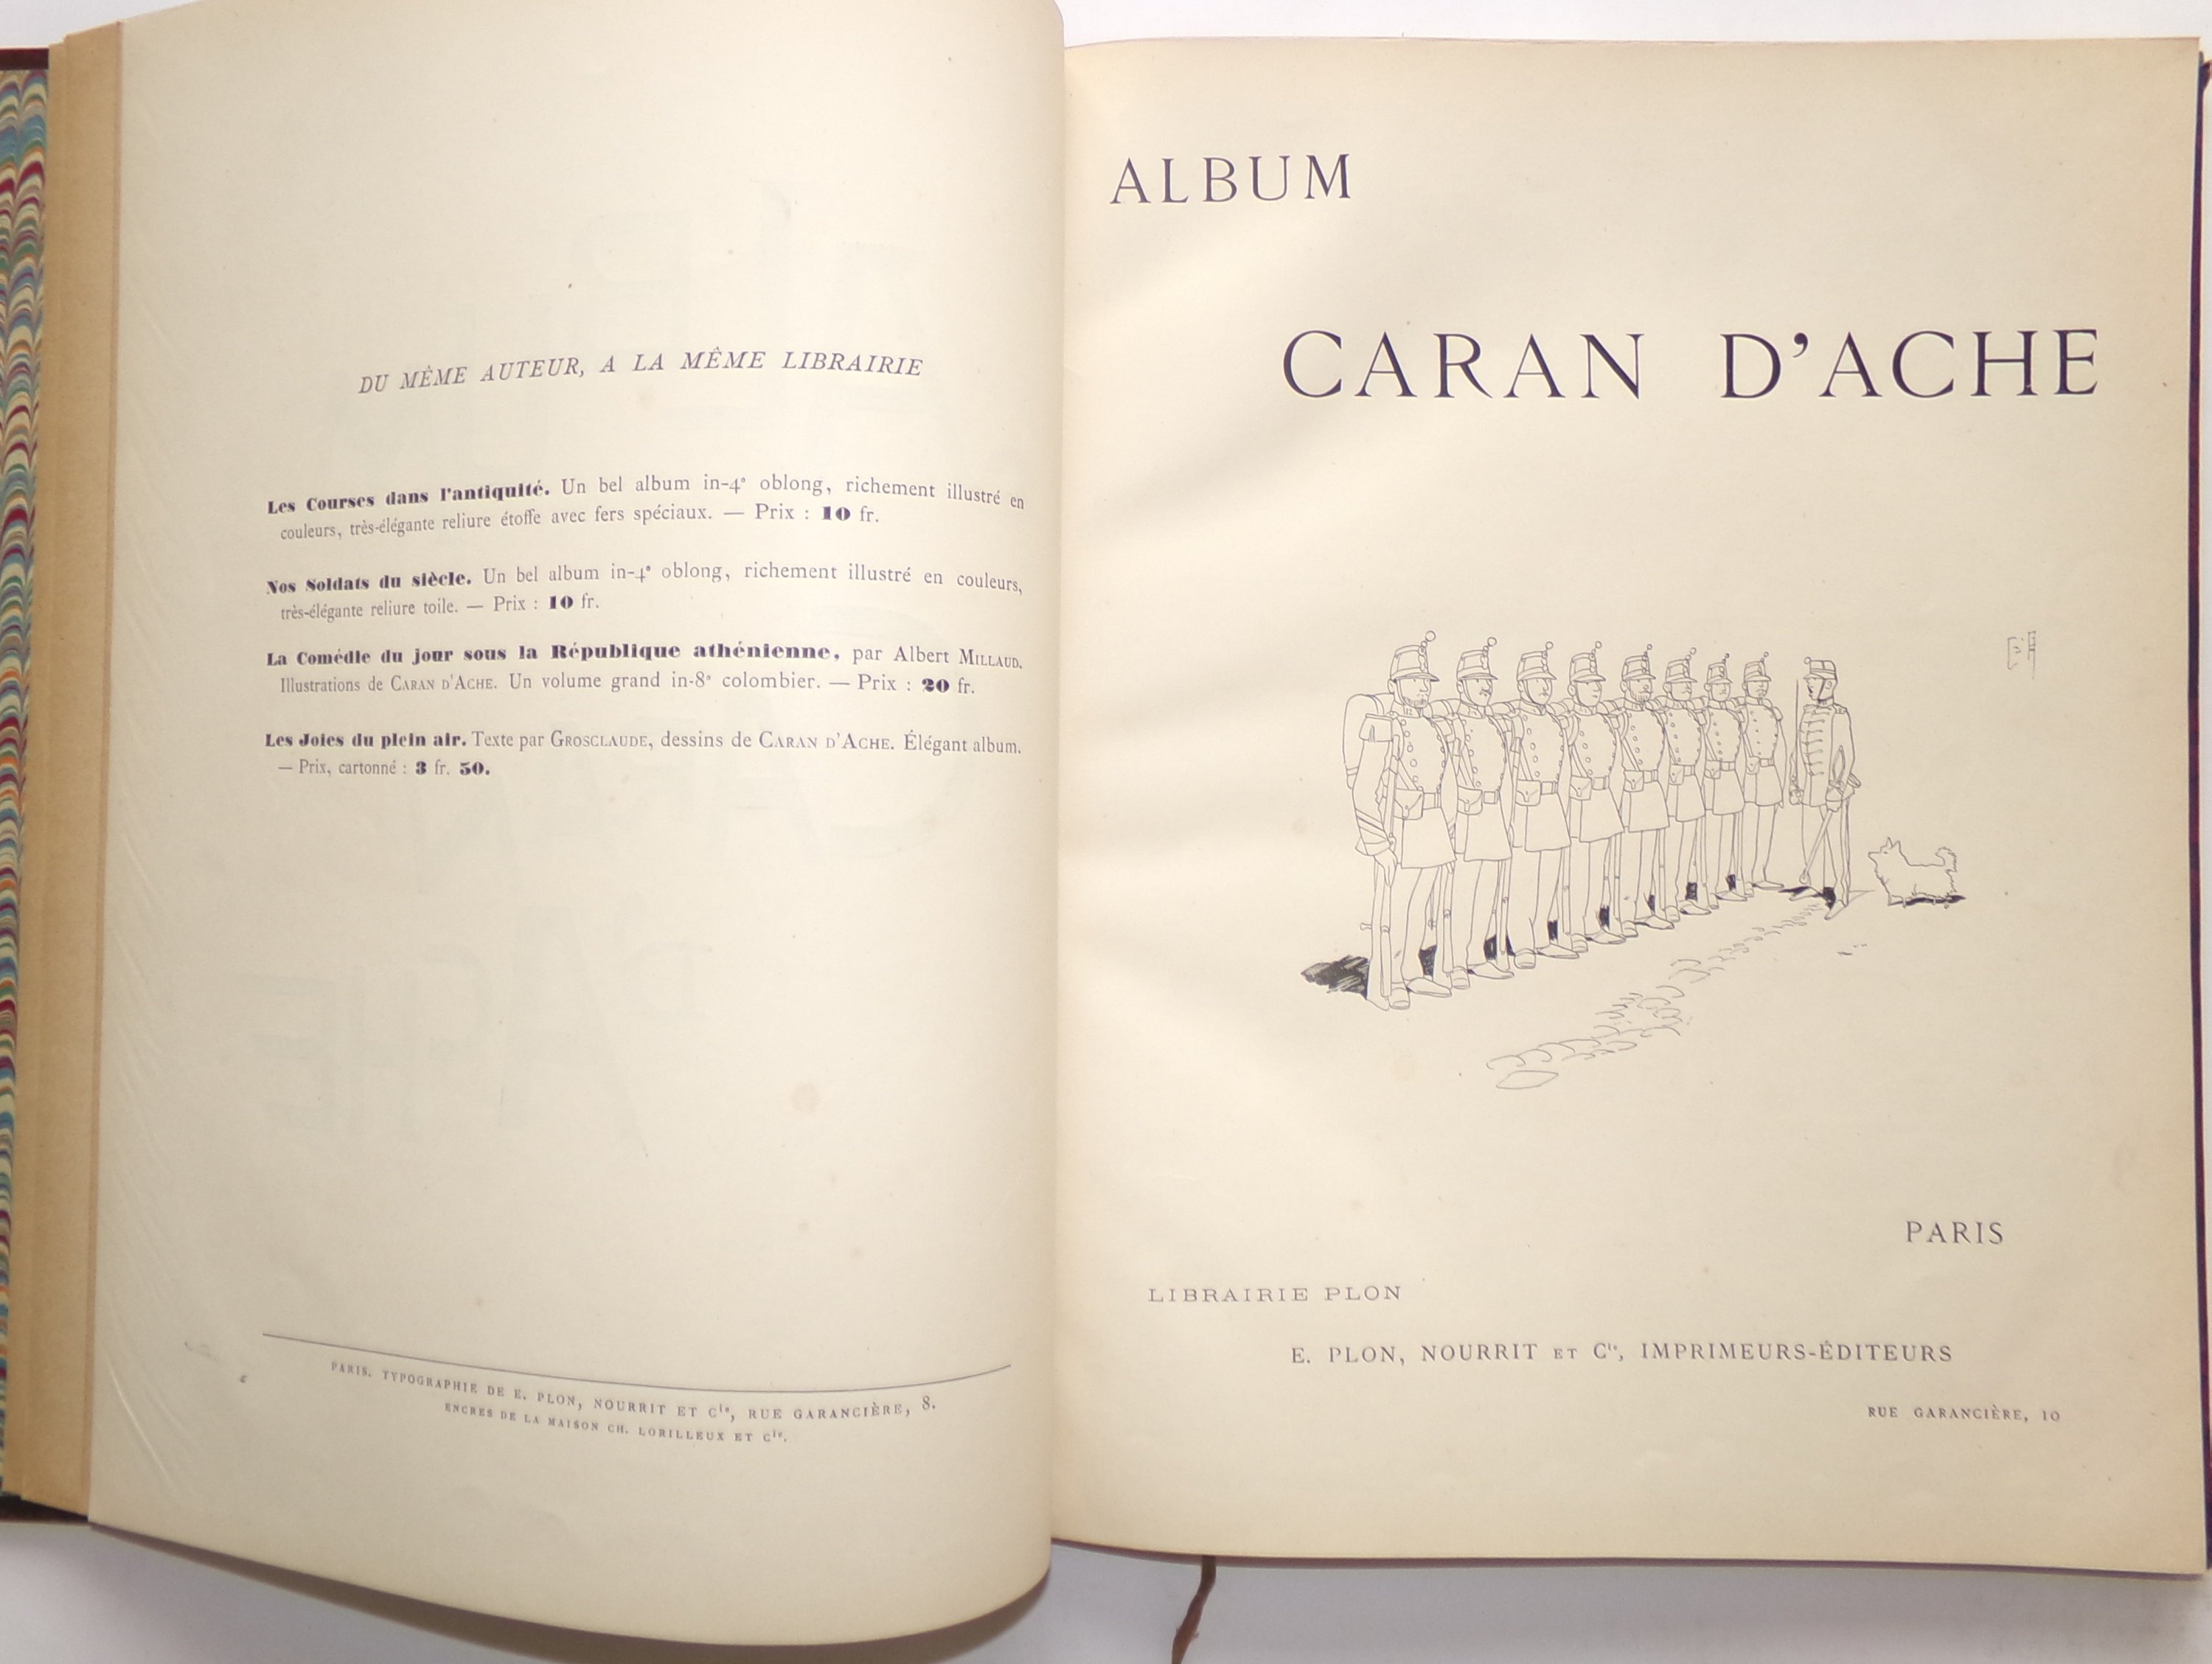 DU MÊME AUTEUR, A LA MÊME LIBRAIRIE
Les Courses dans l'antiquité. Un bel album in-4° oblong, richement illustré en
couleurs, très-élégante reliure étoffe avec fers spéciaux. — Prix : 10 fr.
Nos Soldats du siècle. Un bel album in-4° oblong, richement illustré en couleurs,
très-élégante reliure toile. — Prix : 10 fr.
La Comédie du jour sous la République athénienne, par Albert MILLAUD.
Illustrations de CARAN D'ACHE. Un volume grand in-8° colombier. — Prix : 20 fr.
Les Joies du plein air. Texte par GROSCLAUDE, dessins de CARAN D'ACHE. Élégant album.
— Prix, cartonné : 3 fr. 50.
PARIS. TYPOGRAPHIE DE E. PLON, NOURRIT ET Cie, RUE GARANCIÈRE, 8.
ENCRES DE LA MAISON CH. LORILLEUX ET Cie.
ALBUM
CARAN D'ACHE
PARIS
LIBRAIRIE PLON
E. PLON, NOURRIT ET Cie, IMPRIMEURS-ÉDITEURS
RUE GARANCIÈRE, 10